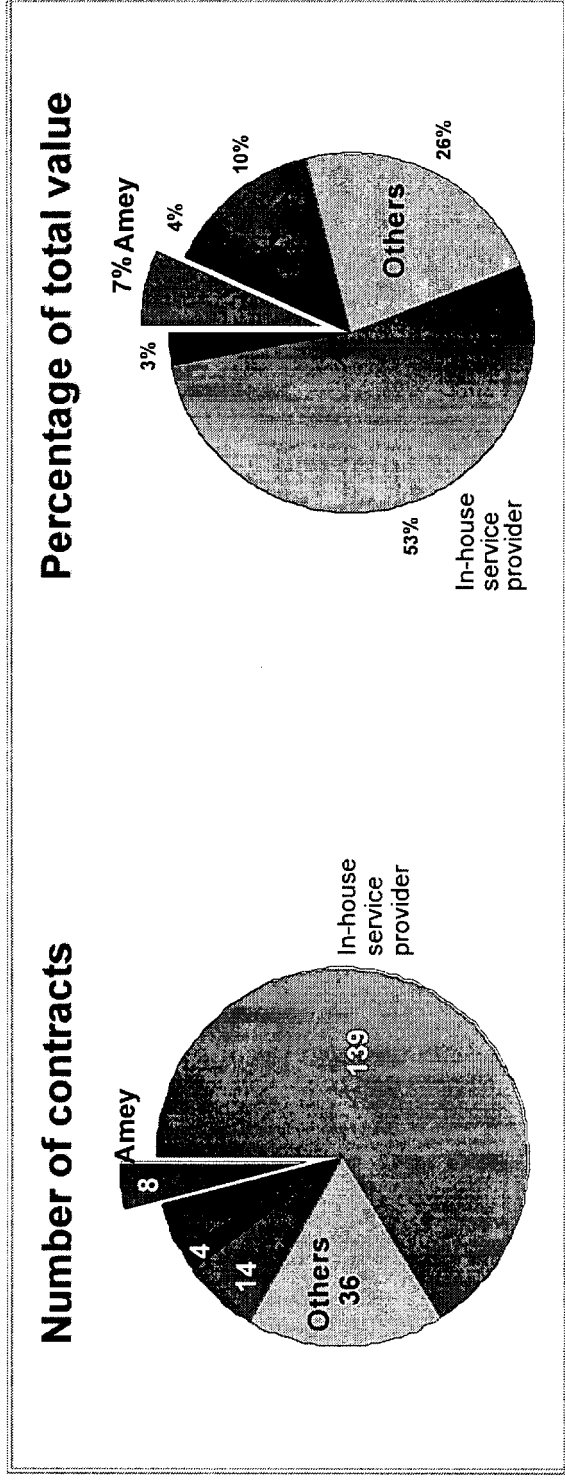 Number of contracts
Amey
8
4
14
Others
36
139
In-house
service
provider
Percentage of total value
7% Amey
4%
10%
3%
26%
Others
53%
In-house
service
provider